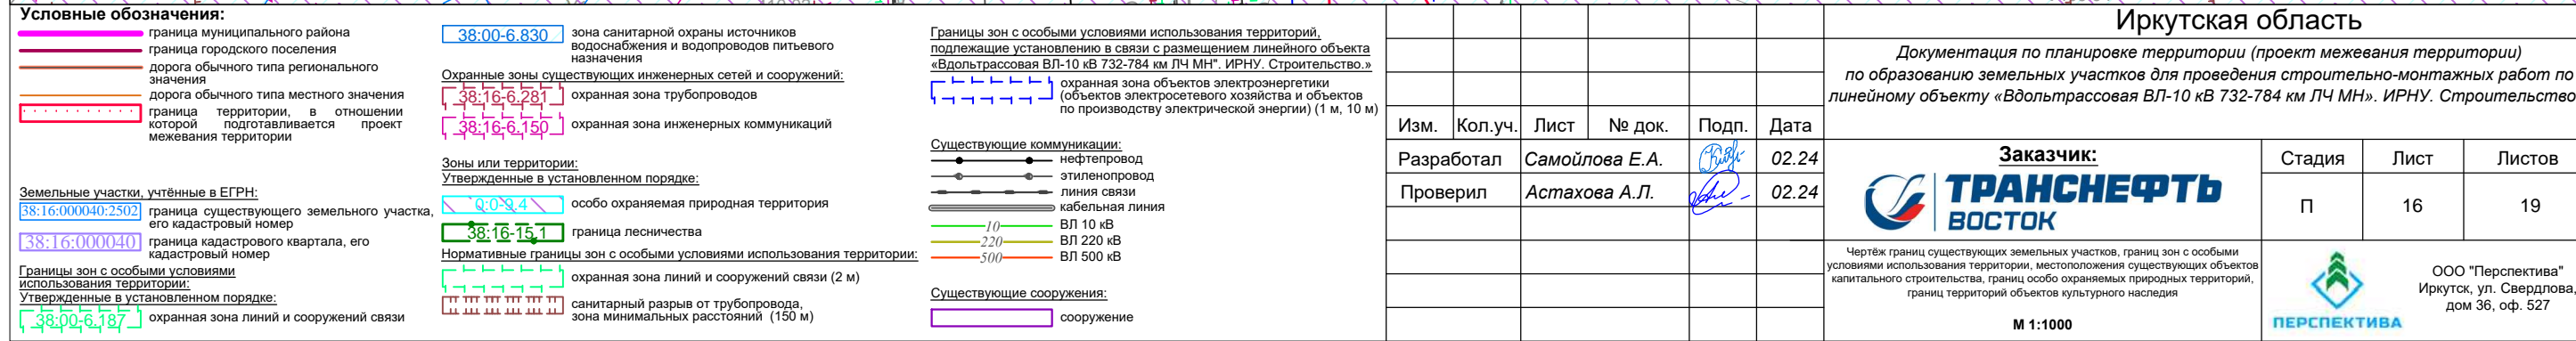 Условные обозначения:
граница муниципального района
граница городского поселения
дорога обычного типа регионального
значения
дорога обычного типа местного значения
граница территории, в отношении
которой подготавливается проект
межевания территории
Земельные участки, учтённые в ЕГРН:
38:16:000040:2502
граница существующего земельного участка,
его кадастровый номер
38:16:000040
граница кадастрового квартала, его
кадастровый номер
Границы зон с особыми условиями
использования территории:
Утвержденные в установленном порядке:
38:00-6.187
охранная зона линий и сооружений связи
38:00-6.830
зона санитарной охраны источников
водоснабжения и водопроводов питьевого
назначения
Охранные зоны существующих инженерных сетей и сооружений:
38:16-6.281
охранная зона трубопроводов
38:16-6.150
охранная зона инженерных коммуникаций
Зоны или территории:
Утвержденные в установленном порядке:
0:0-9.4
особо охраняемая природная территория
38:16-15.1
граница лесничества
Нормативные границы зон с особыми условиями использования территории:
охранная зона линий и сооружений связи (2 м)
санитарный разрыв от трубопровода,
зона минимальных расстояний (150 м)
Границы зон с особыми условиями использования территорий,
подлежащие установлению в связи с размещением линейного объекта
«Вдольтрассовая ВЛ-10 кВ 732-784 км ЛЧ МН". ИРНУ. Строительство.»
охранная зона объектов электроэнергетики
(объектов электросетевого хозяйства и объектов
по производству электрической энергии) (1 м, 10 м)
Существующие коммуникации:
нефтепровод
этиленопровод
линия связи
кабельная линия
10
ВЛ 10 кВ
220
ВЛ 220 кВ
500
ВЛ 500 кВ
Существующие сооружения:
сооружение
Изм. Кол.уч. Лист № док. Подп. Дата
Разработал Самойлова Е.А. 02.24
Проверил Астахова А.Л. 02.24
Иркутская область
Документация по планировке территории (проект межевания территории)
по образованию земельных участков для проведения строительно-монтажных работ по
линейному объекту «Вдольтрассовая ВЛ-10 кВ 732-784 км ЛЧ МН». ИРНУ. Строительство
Заказчик:
ТРАНСНЕФТЬ
ВОСТОК
Стадия Лист Листов
П 16 19
Чертёж границ существующих земельных участков, границ зон с особыми
условиями использования территории, местоположения существующих объектов
капитального строительства, границ особо охраняемых природных территорий,
границ территорий объектов культурного наследия
М 1:1000
ПЕРСПЕКТИВА
ООО "Перспектива"
Иркутск, ул. Свердлова,
дом 36, оф. 527